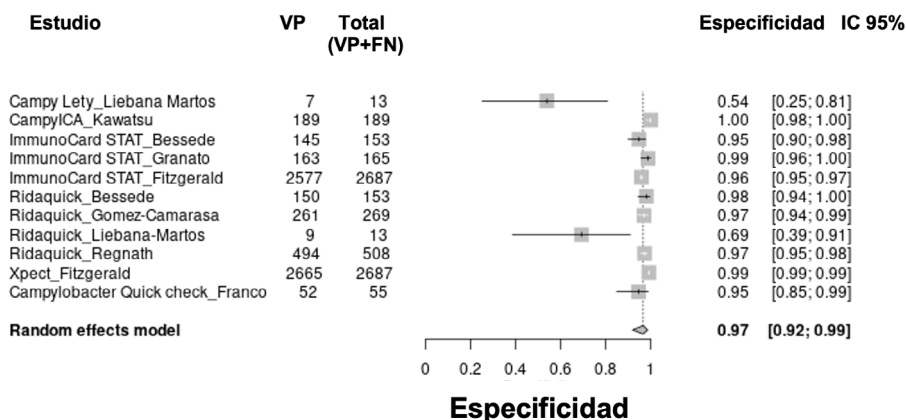 Estudio VP Total Especificidad IC 95%
(VP+FN)
Campy Lety_Liebana Martos 7 13 0.54 [0.25; 0.81]
CampyICA_Kawatsu 189 189 1.00 [0.98; 1.00]
ImmunoCard STAT_Bessede 145 153 0.95 [0.90; 0.98]
ImmunoCard STAT_Granato 163 165 0.99 [0.96; 1.00]
ImmunoCard STAT_Fitzgerald 2577 2687 0.96 [0.95; 0.97]
Ridaquick_Bessede 150 153 0.98 [0.94; 1.00]
Ridaquick_Gomez-Camarasa 261 269 0.97 [0.94; 0.99]
Ridaquick_Liebana-Martos 9 13 0.69 [0.39; 0.91]
Ridaquick_Regnath 494 508 0.97 [0.95; 0.98]
Xpect_Fitzgerald 2665 2687 0.99 [0.99; 0.99]
Campylobacter Quick check_Franco 52 55 0.95 [0.85; 0.99]
Random effects model 0.97 [0.92; 0.99]
0 0.2 0.4 0.6 0.8 1
Especificidad